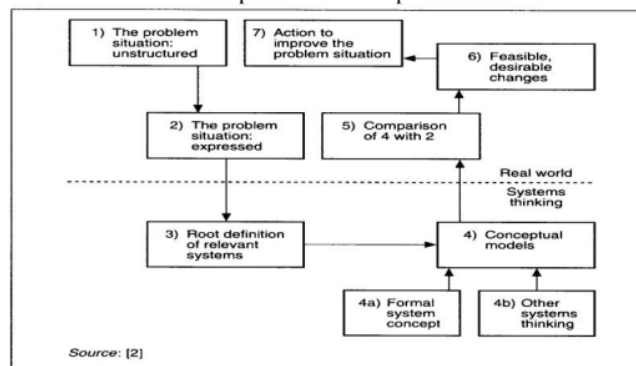 1) The problem
situation:
unstructured
7) Action to
improve the
problem situation
6) Feasible,
desirable
changes
2) The problem
situation:
expressed
5) Comparison
of 4 with 2
Real world
Systems
thinking
3) Root definition
of relevant
systems
4) Conceptual
models
4a) Formal
system
concept
4b) Other
systems
thinking
Source: [2]